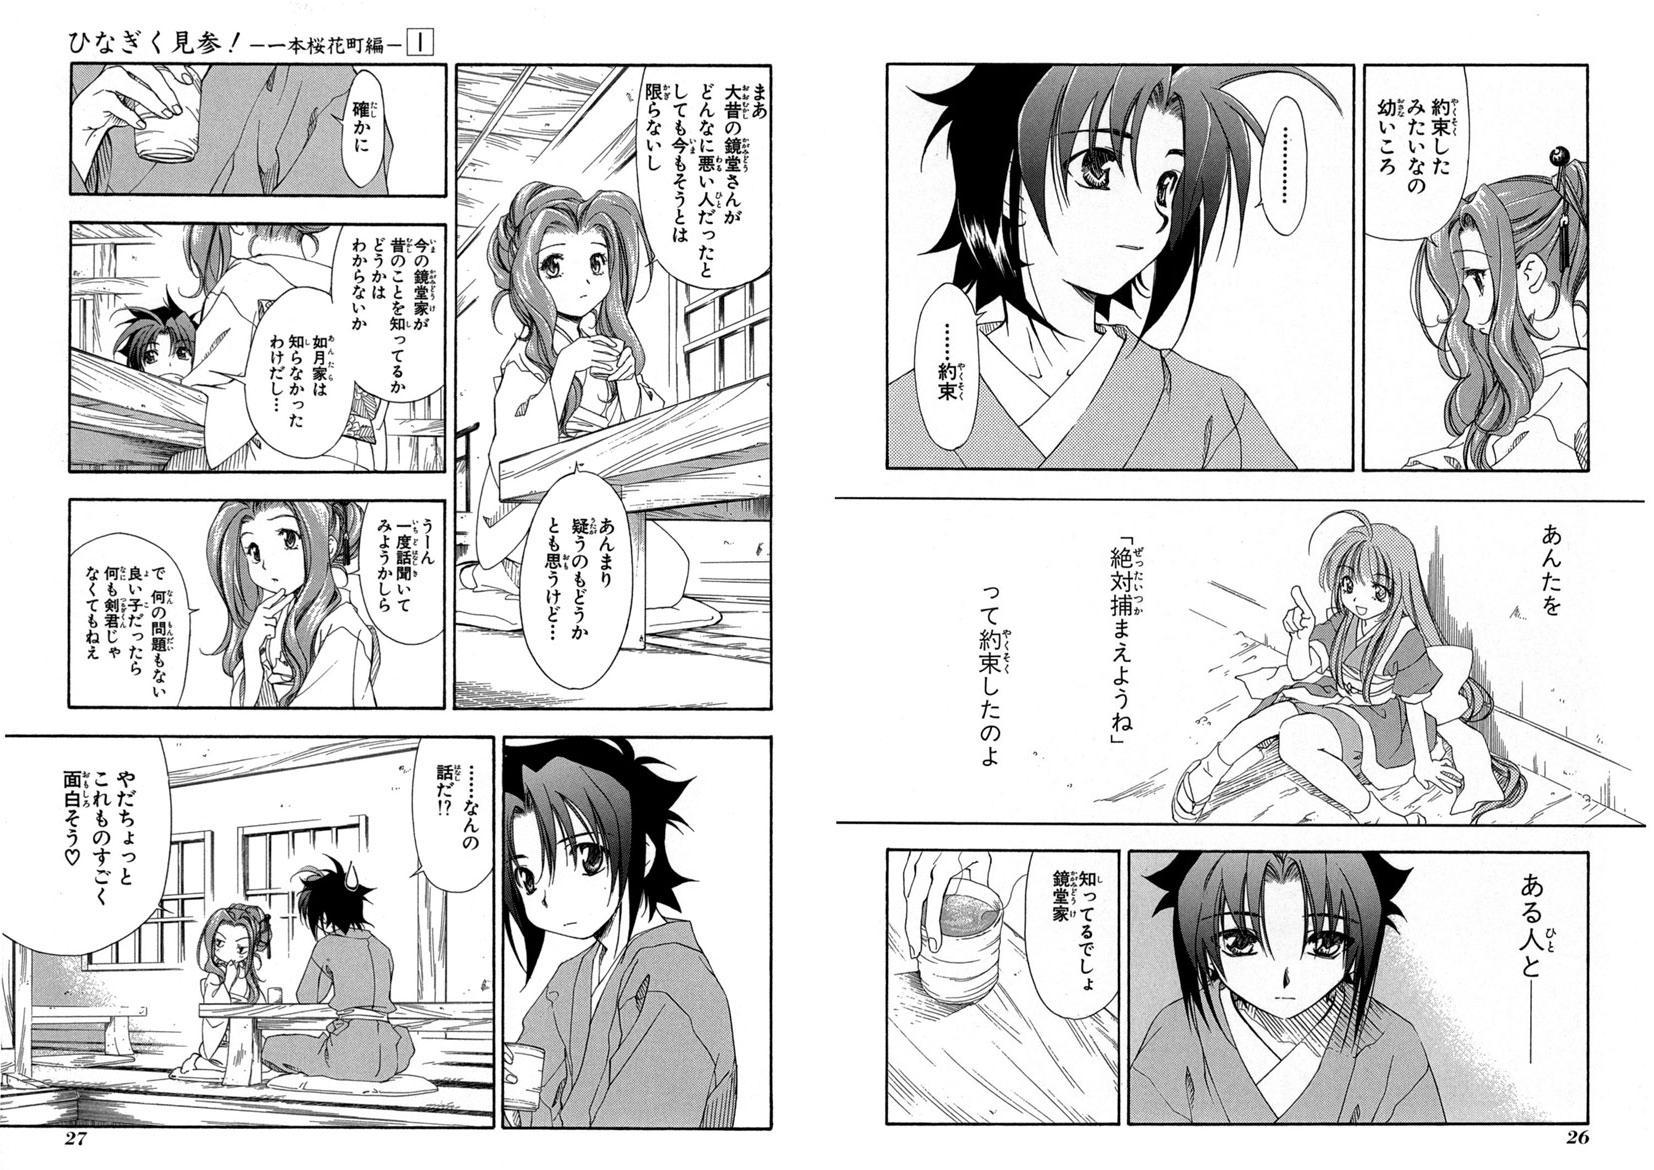 約束した
みたいなの
幼いころ
………
……約束
あんたを
「絶対捕まえようね」
って約束したのよ
ある人と――
知ってるでしょ
鏡堂家
26
ひなぎく見参！ －一本桜花町編－ 1
まあ
大昔の鏡堂さんが
どんなに悪い人だったと
しても今もそうとは
限らないし
あんまり
疑うのもどうか
とも思うけど…
確かに
今の鏡堂家が
昔のことを知ってるか
どうかは
わからないか
如月家は
知らなかった
わけだし…
うーん
一度話聞いて
みようかしら
で 何の問題もない
良い子だったら
何も剣君じゃ
なくてもねえ
……なんの
話だ!?
やだちょっと
これものすごく
面白そう♡
27